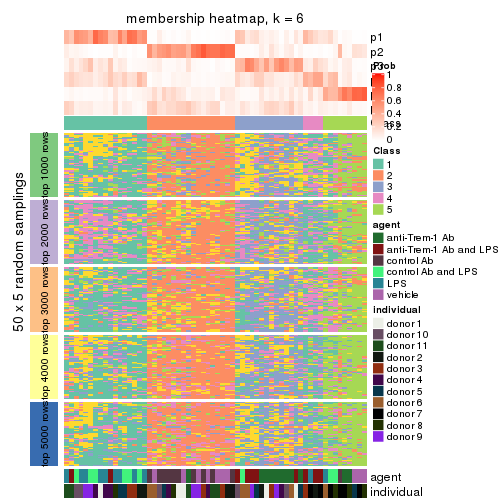 membership heatmap, k = 6
p1
p2
p3
Prob
1
0.8
0.6
0.4
0.2
0
Class
1
2
3
4
5
agent
anti-Trem-1 Ab
anti-Trem-1 Ab and LPS
control Ab
control Ab and LPS
LPS
vehicle
Individual
donor 1
donor 10
donor 11
donor 2
donor 3
donor 4
donor 5
donor 6
donor 7
donor 8
donor 9
50 x 5 random samplings
top 1000 rows
top 2000 rows
top 3000 rows
top 4000 rows
top 5000 rows
agent
individual